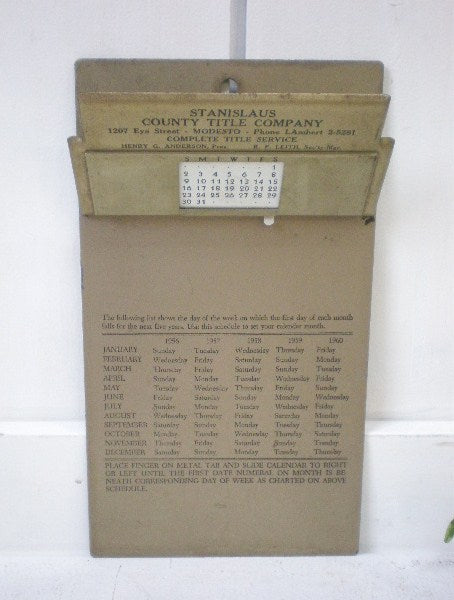 STANISLAUS
COUNTY TITLE COMPANY
1207 Eye Street - MODESTO - Phone LAmbert 2-5281
COMPLETE TITLE SERVICE
HENRY G. ANDERSON, Pres. LEITH, Sec'y-Mgr.
S M T W T F S
1
2 3 4 5 6 7 8
9 10 11 12 13 14 15
16 17 18 19 20 21 22
23 24 25 26 27 28 29
30 31
The following list shows the day of the week on which the first day of each month
falls for the next five years. Use this schedule to set your calendar month.
1956 1957 1958 1959 1960
JANUARY Sunday Tuesday Wednesday Thursday Friday
FEBRUARY Wednesday Friday Saturday Sunday Monday
MARCH Thursday Friday Saturday Sunday Tuesday
APRIL Sunday Monday Tuesday Wednesday Friday
MAY Tuesday Wednesday Thursday Friday Sunday
JUNE Friday Saturday Sunday Monday Wednesday
JULY Sunday Monday Tuesday Wednesday Friday
AUGUST Wednesday Thursday Friday Saturday Monday
SEPTEMBER Saturday Sunday Monday Tuesday Thursday
OCTOBER Monday Tuesday Wednesday Thursday Saturday
NOVEMBER Thursday Friday Saturday Sunday Tuesday
DECEMBER Saturday Sunday Monday Tuesday Thursday
PLACE FINGER ON METAL TAB AND SLIDE CALENDAR TO RIGHT
OR LEFT UNTIL THE FIRST DATE NUMERAL ON MONTH IS BE
NEATH CORRESPONDING DAY OF WEEK AS CHARTED ON ABOVE
SCHEDULE.